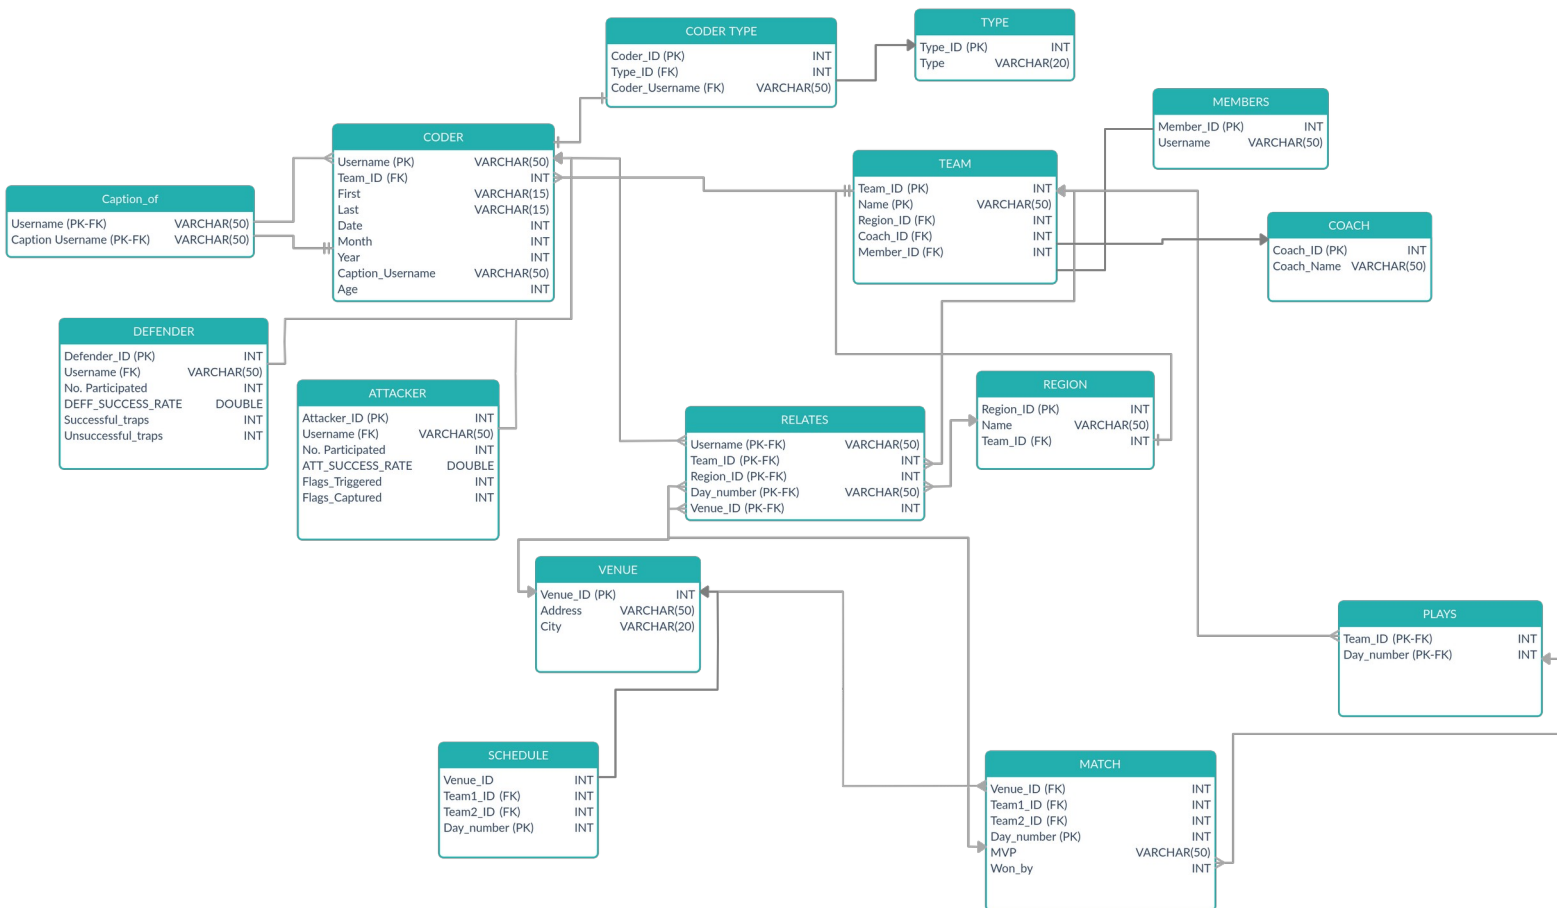 CODER TYPE
Coder_ID (PK) INT
Type_ID (FK) INT
Coder_Username (FK) VARCHAR(50)
TYPE
Type_ID (PK) INT
Type VARCHAR(20)
MEMBERS
Member_ID (PK) INT
Username VARCHAR(50)
CODER
Username (PK) VARCHAR(50)
Team_ID (FK) INT
First VARCHAR(15)
Last VARCHAR(15)
Date INT
Month INT
Year INT
Caption_Username VARCHAR(50)
Age INT
TEAM
Team_ID (PK) INT
Name (PK) VARCHAR(50)
Region_ID (FK) INT
Coach_ID (FK) INT
Member_ID (FK) INT
Caption_of
Username (PK-FK) VARCHAR(50)
Caption Username (PK-FK) VARCHAR(50)
COACH
Coach_ID (PK) INT
Coach_Name VARCHAR(50)
DEFENDER
Defender_ID (PK) INT
Username (FK) VARCHAR(50)
No. Participated INT
DEFF_SUCCESS_RATE DOUBLE
Successful_traps INT
Unsuccessful_traps INT
ATTACKER
Attacker_ID (PK) INT
Username (FK) VARCHAR(50)
No. Participated INT
ATT_SUCCESS_RATE DOUBLE
Flags_Triggered INT
Flags_Captured INT
RELATES
Username (PK-FK) VARCHAR(50)
Team_ID (PK-FK) INT
Region_ID (PK-FK) INT
Day_number (PK-FK) VARCHAR(50)
Venue_ID (PK-FK) INT
REGION
Region_ID (PK) INT
Name VARCHAR(50)
Team_ID (FK) INT
VENUE
Venue_ID (PK) INT
Address VARCHAR(50)
City VARCHAR(20)
PLAYS
Team_ID (PK-FK) INT
Day_number (PK-FK) INT
SCHEDULE
Venue_ID INT
Team1_ID (FK) INT
Team2_ID (FK) INT
Day_number (PK) INT
MATCH
Venue_ID (FK) INT
Team1_ID (FK) INT
Team2_ID (FK) INT
Day_number (PK) INT
MVP VARCHAR(50)
Won_by INT